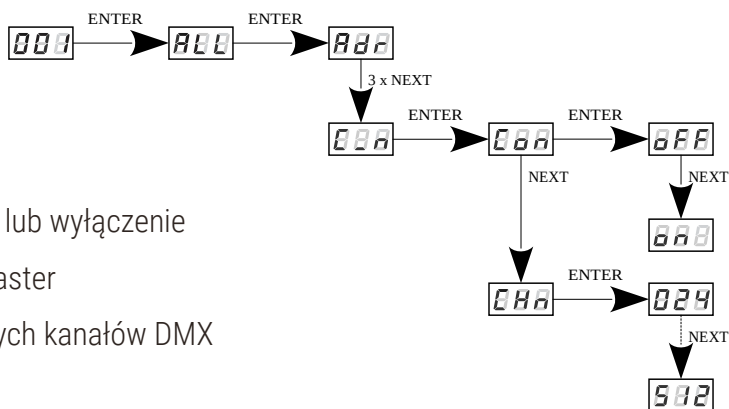 ENTER ENTER
001 ALL Adr
3 x NEXT
ENTER ENTER
C_n Con oFF
NEXT NEXT
lub wyłączenie
on
aster
ENTER
CHn 024
ych kanałów DMX
NEXT
512